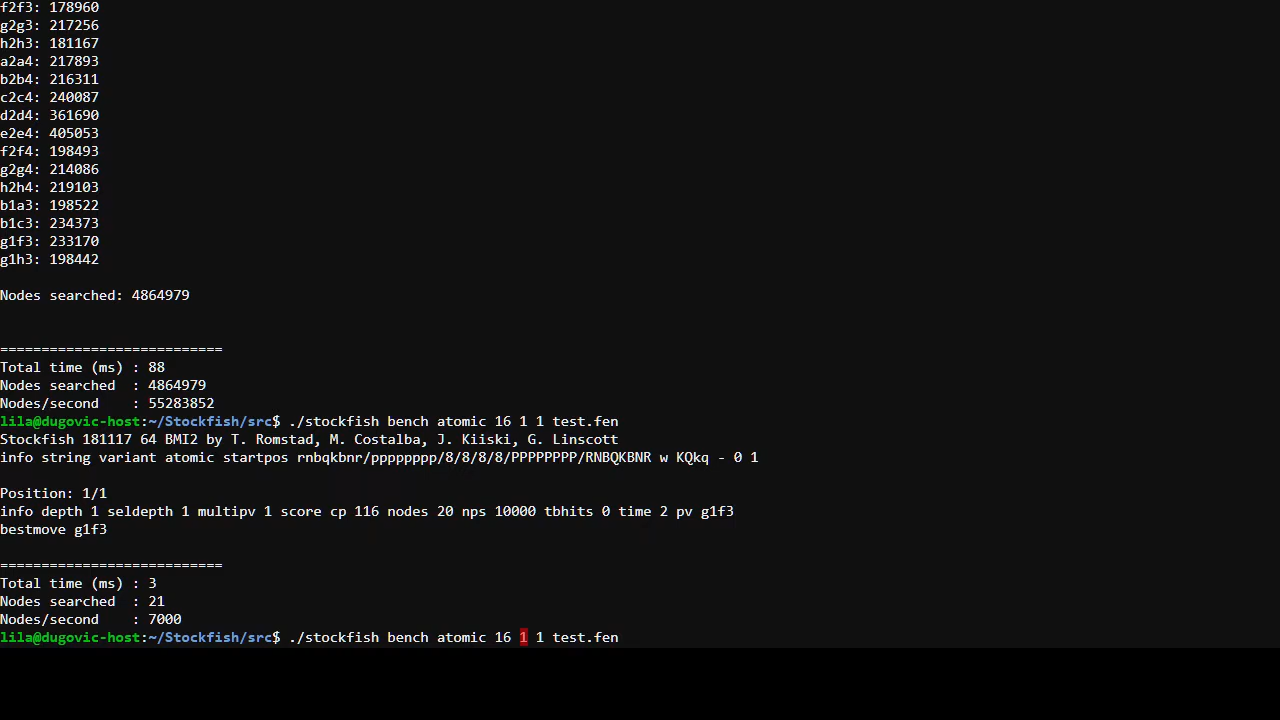 f2f3: 178960
g2g3: 217256
h2h3: 181167
a2a4: 217893
b2b4: 216311
c2c4: 240087
d2d4: 361690
e2e4: 405053
f2f4: 198493
g2g4: 214086
h2h4: 219103
b1a3: 198522
b1c3: 234373
g1f3: 233170
g1h3: 198442
Nodes searched: 4864979
===========================
Total time (ms) : 88
Nodes searched  : 4864979
Nodes/second    : 55283852
lila@dugovic-host:~/Stockfish/src$ ./stockfish bench atomic 16 1 1 test.fen
Stockfish 181117 64 BMI2 by T. Romstad, M. Costalba, J. Kiiski, G. Linscott
info string variant atomic startpos rnbqkbnr/pppppppp/8/8/8/8/PPPPPPPP/RNBQKBNR w KQkq - 0 1
Position: 1/1
info depth 1 seldepth 1 multipv 1 score cp 116 nodes 20 nps 10000 tbhits 0 time 2 pv g1f3
bestmove g1f3
===========================
Total time (ms) : 3
Nodes searched  : 21
Nodes/second    : 7000
lila@dugovic-host:~/Stockfish/src$ ./stockfish bench atomic 16 1 1 test.fen